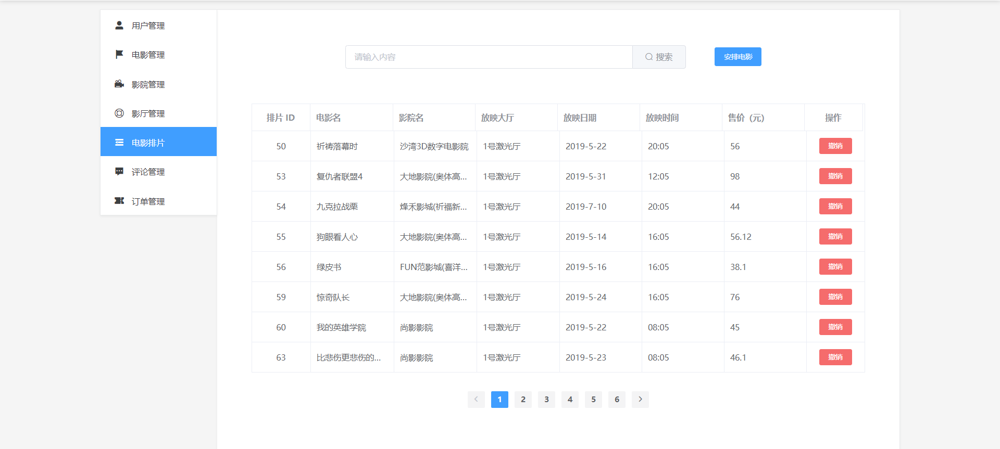 用户管理
电影管理
影院管理
影厅管理
电影排片
评论管理
订单管理
请输入内容 搜索 安排电影
排片 ID 电影名 影院名 放映大厅 放映日期 放映时间 售价（元） 操作
50 祈祷落幕时 沙湾3D数字电影院 1号激光厅 2019-5-22 20:05 56 撤销
53 复仇者联盟4 大地影院(奥体高... 1号激光厅 2019-5-31 12:05 98 撤销
54 九克拉战栗 烽禾影城(祈福新... 1号激光厅 2019-7-10 20:05 44 撤销
55 狗眼看人心 大地影院(奥体高... 1号激光厅 2019-5-14 16:05 56.12 撤销
56 绿皮书 FUN范影城(喜洋... 1号激光厅 2019-5-16 16:05 38.1 撤销
59 惊奇队长 大地影院(奥体高... 1号激光厅 2019-5-24 16:05 76 撤销
60 我的英雄学院 尚影影院 1号激光厅 2019-5-22 08:05 45 撤销
63 比悲伤更悲伤的... 尚影影院 1号激光厅 2019-5-23 08:05 46.1 撤销
1 2 3 4 5 6